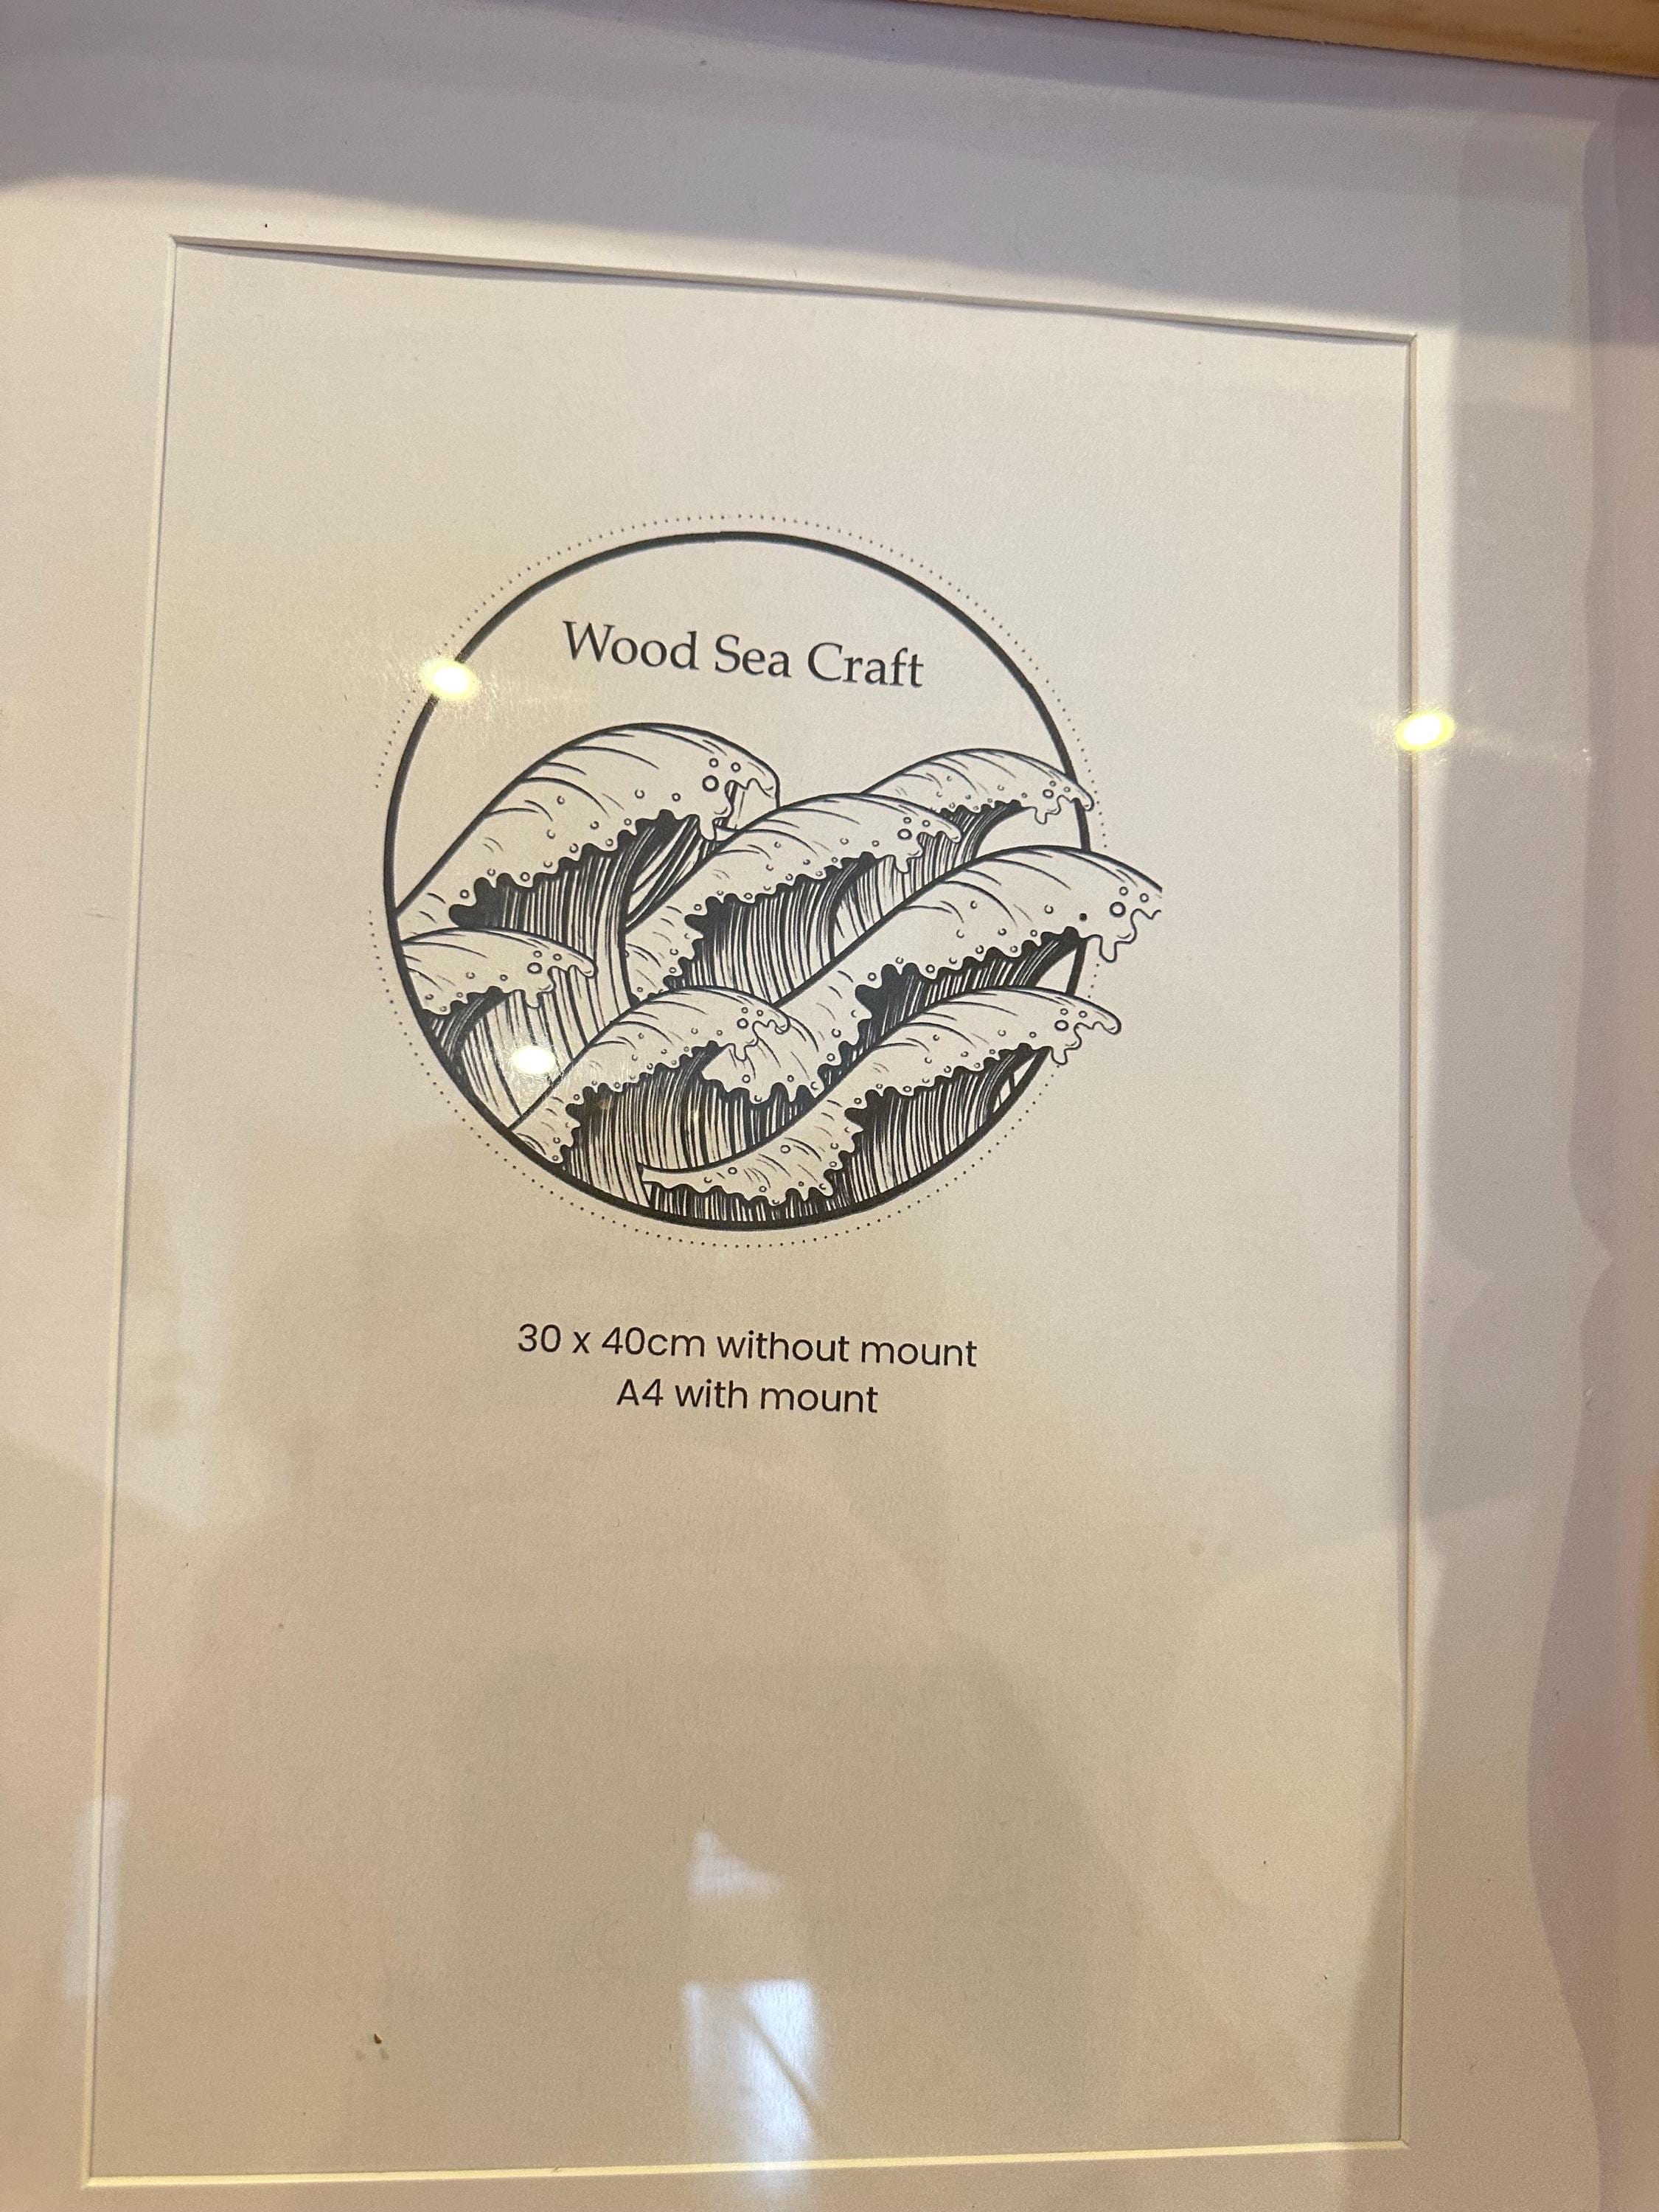 Wood Sea Craft
30 x 40cm without mount
A4 with mount